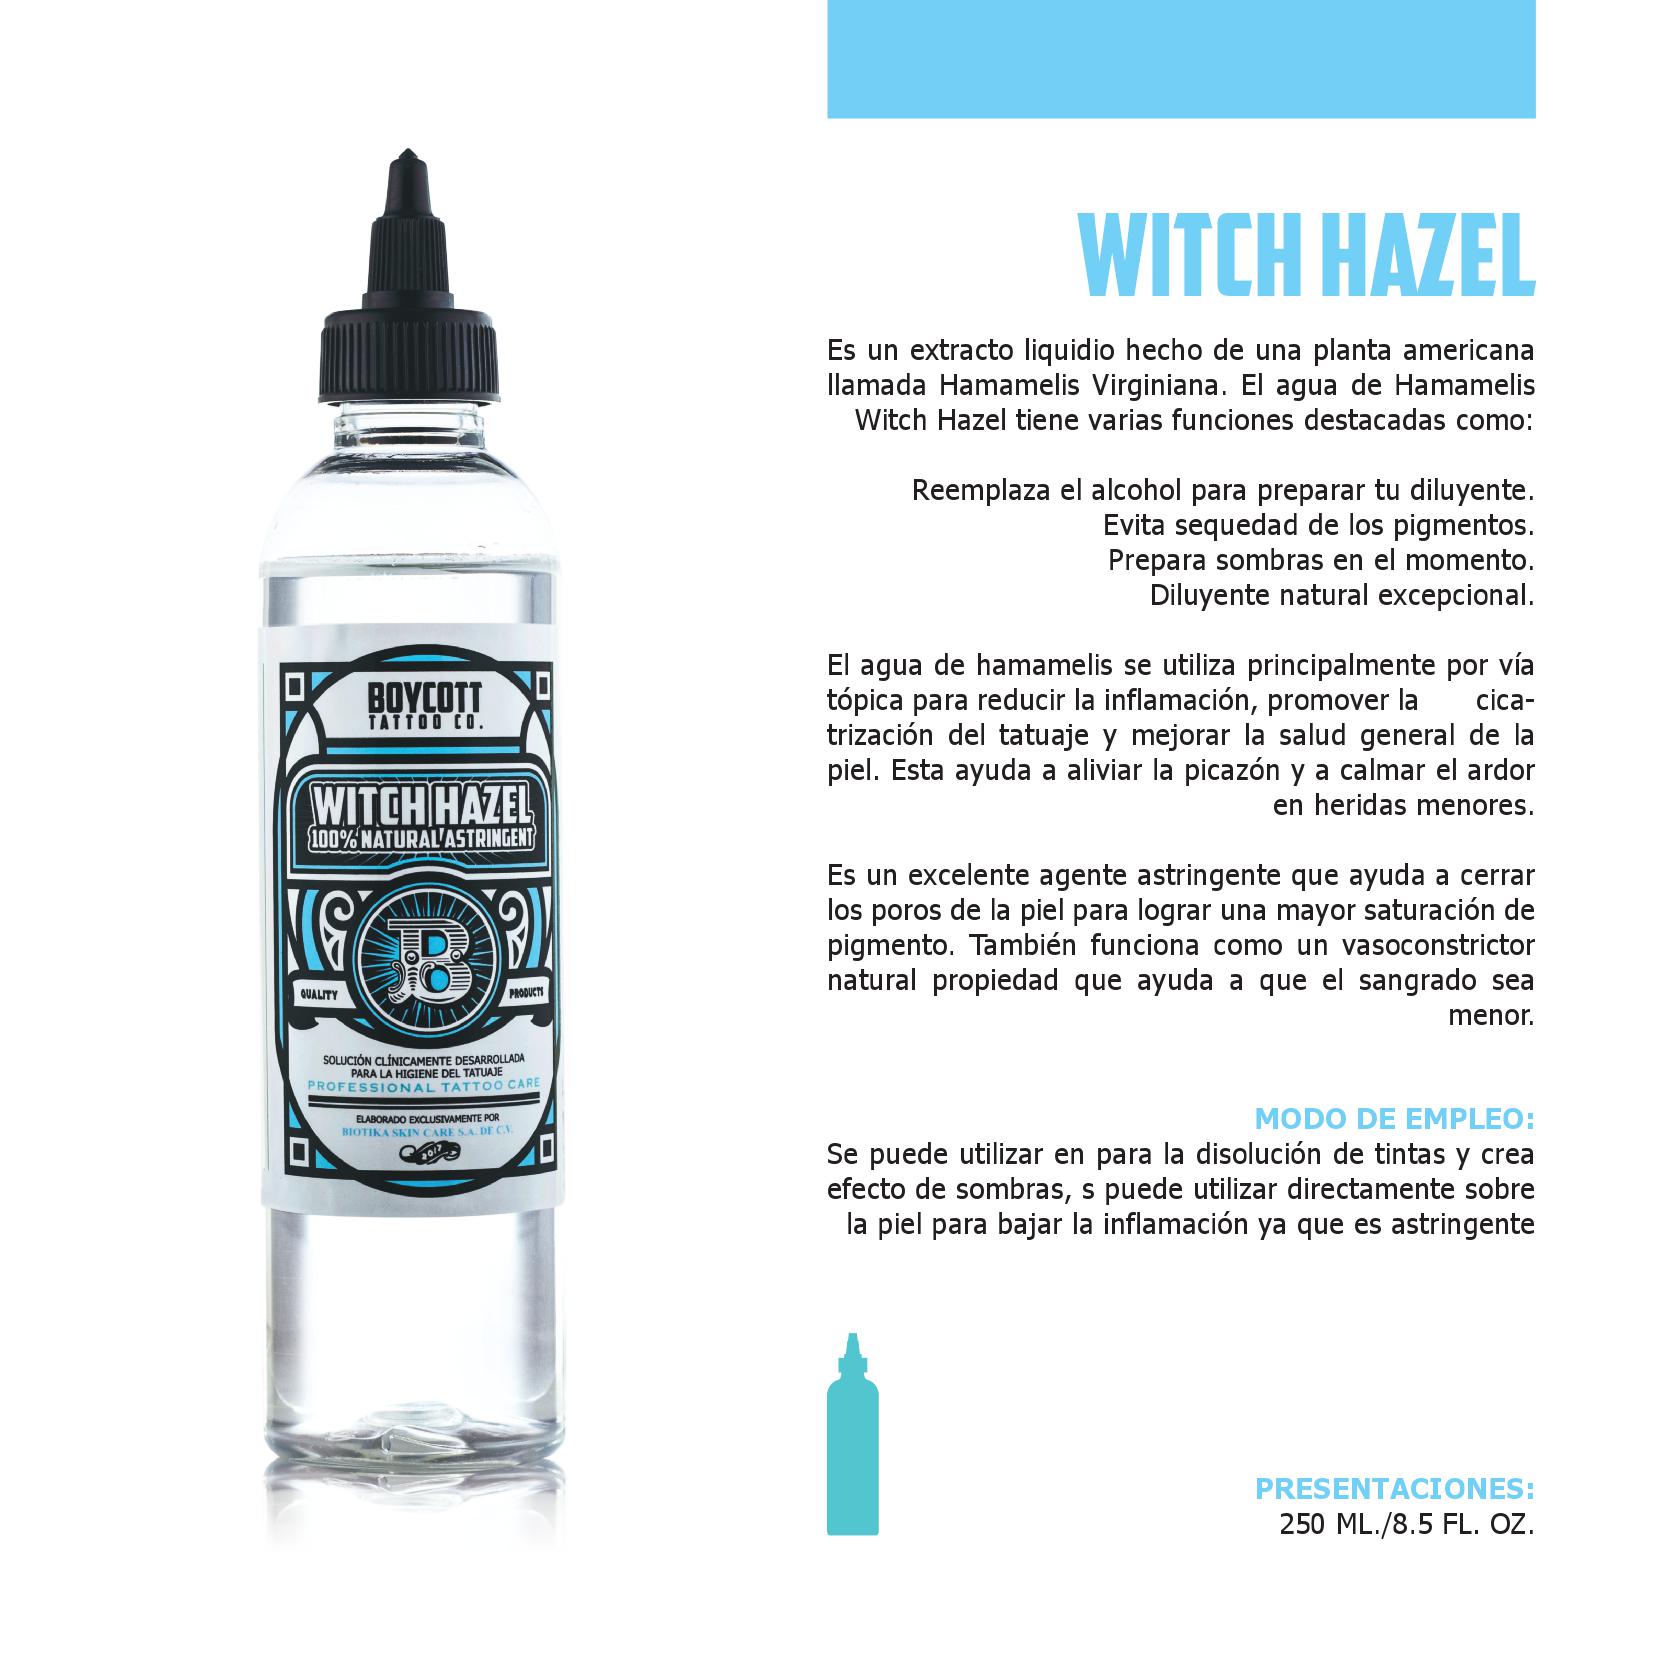 BOYCOTT
TATTOO CO.
WITCH HAZEL
100% NATURAL ASTRINGENT
B
QUALITY
PRODUCTS
SOLUCIÓN CLÍNICAMENTE DESARROLLADA
PARA LA HIGIENE DEL TATUAJE
PROFESSIONAL TATTOO CARE
ELABORADO EXCLUSIVAMENTE POR
BIOTIKA SKIN CARE S.A. DE C.V.
2017
WITCH HAZEL
Es un extracto liquidio hecho de una planta americana
llamada Hamamelis Virginiana. El agua de Hamamelis
Witch Hazel tiene varias funciones destacadas como:
Reemplaza el alcohol para preparar tu diluyente.
Evita sequedad de los pigmentos.
Prepara sombras en el momento.
Diluyente natural excepcional.
El agua de hamamelis se utiliza principalmente por vía
tópica para reducir la inflamación, promover la cica-
trización del tatuaje y mejorar la salud general de la
piel. Esta ayuda a aliviar la picazón y a calmar el ardor
en heridas menores.
Es un excelente agente astringente que ayuda a cerrar
los poros de la piel para lograr una mayor saturación de
pigmento. También funciona como un vasoconstrictor
natural propiedad que ayuda a que el sangrado sea
menor.
MODO DE EMPLEO:
Se puede utilizar en para la disolución de tintas y crea
efecto de sombras, s puede utilizar directamente sobre
la piel para bajar la inflamación ya que es astringente
PRESENTACIONES:
250 ML./8.5 FL. OZ.